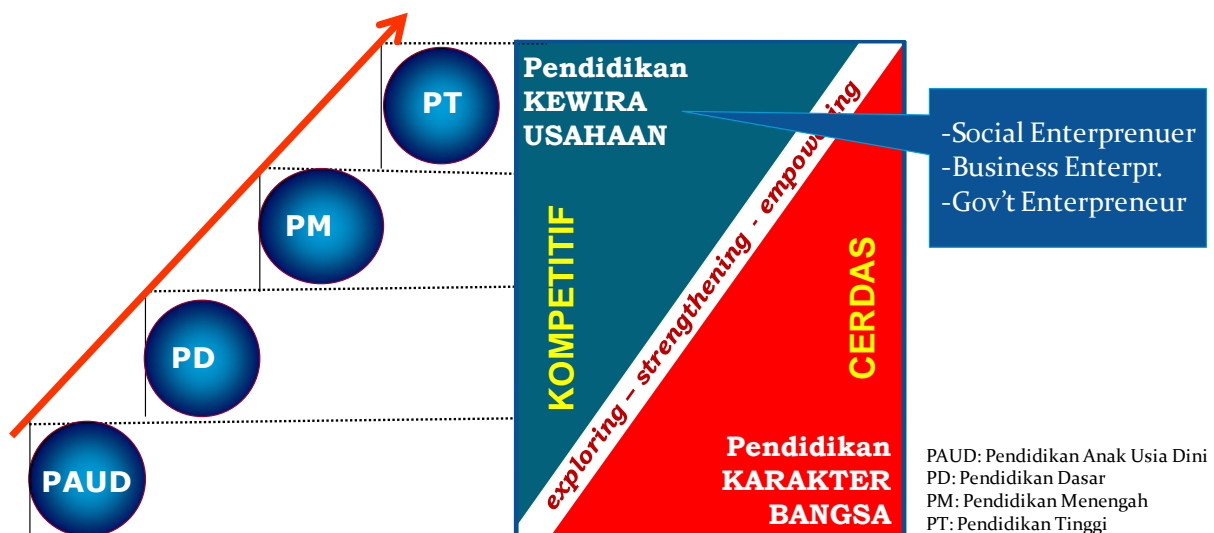 PT
PM
PD
PAUD
Pendidikan
KEWIRA
USAHAAN
KOMPETITIF
exploring – strengthening - empowering
CERDAS
Pendidikan
KARAKTER
BANGSA
-Social Enterprenuer
-Business Enterpr.
-Gov't Enterpreneur
PAUD: Pendidikan Anak Usia Dini
PD: Pendidikan Dasar
PM: Pendidikan Menengah
PT: Pendidikan Tinggi